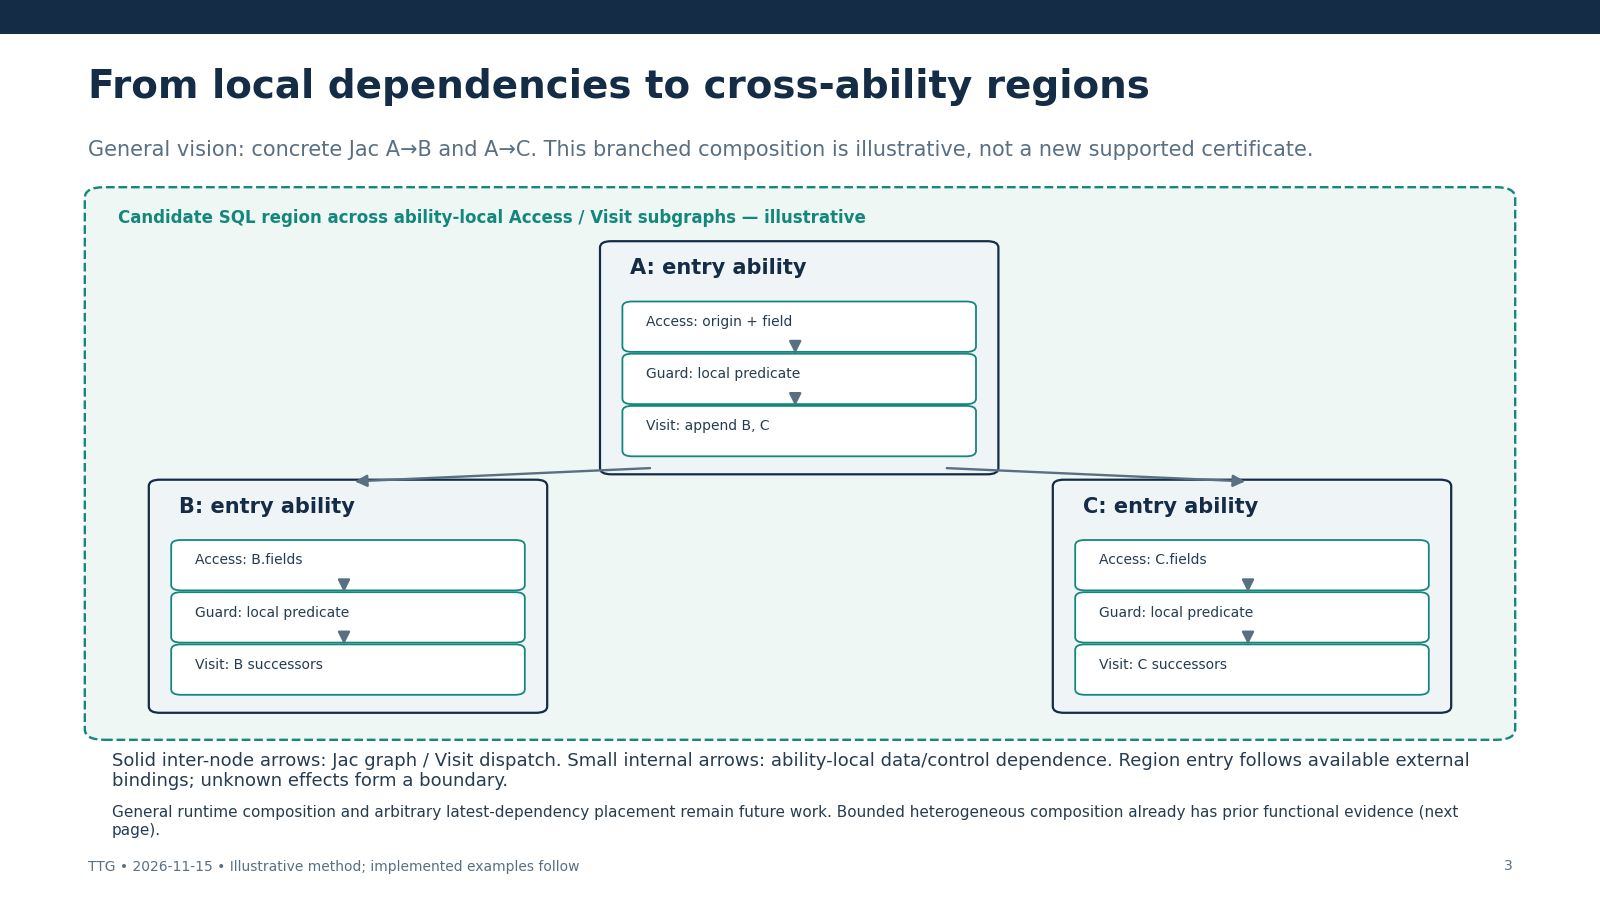 From local dependencies to cross-ability regions
General vision: concrete Jac A→B and A→C. This branched composition is illustrative, not a new supported certificate.
Candidate SQL region across ability-local Access / Visit subgraphs — illustrative
A: entry ability
Access: origin + field
Guard: local predicate
Visit: append B, C
B: entry ability
Access: B.fields
Guard: local predicate
Visit: B successors
C: entry ability
Access: C.fields
Guard: local predicate
Visit: C successors
Solid inter-node arrows: Jac graph / Visit dispatch. Small internal arrows: ability-local data/control dependence. Region entry follows available external
bindings; unknown effects form a boundary.
General runtime composition and arbitrary latest-dependency placement remain future work. Bounded heterogeneous composition already has prior functional evidence (next
page).
TTG • 2026-11-15 • Illustrative method; implemented examples follow
3